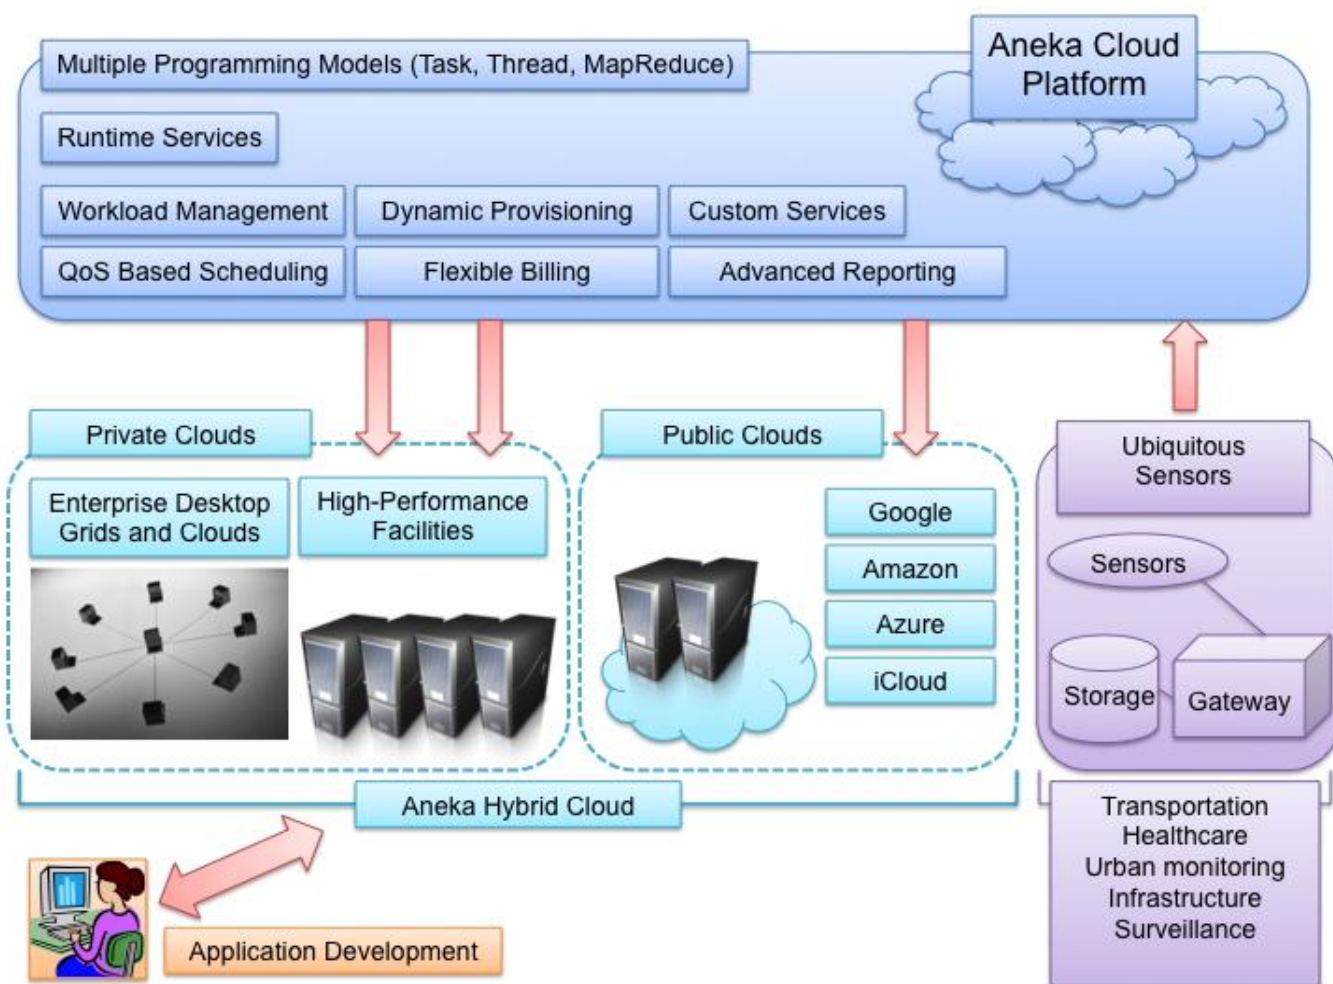 Aneka Cloud
Platform
Multiple Programming Models (Task, Thread, MapReduce)
Runtime Services
Workload Management
Dynamic Provisioning
Custom Services
QoS Based Scheduling
Flexible Billing
Advanced Reporting
Private Clouds
Enterprise Desktop
Grids and Clouds
High-Performance
Facilities
Public Clouds
Google
Amazon
Azure
iCloud
Ubiquitous
Sensors
Sensors
Storage
Gateway
Aneka Hybrid Cloud
Transportation
Healthcare
Urban monitoring
Infrastructure
Surveillance
Application Development